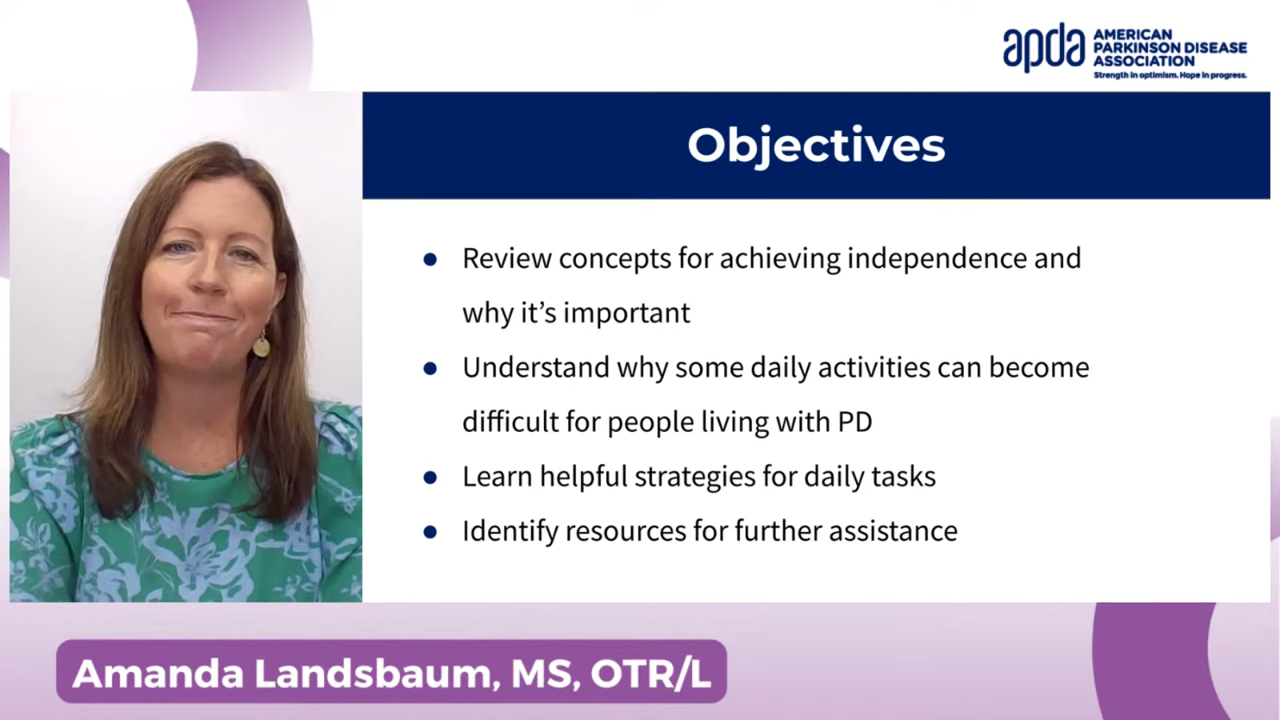 apda AMERICAN
PARKINSON DISEASE
ASSOCIATION
Strength in optimism. Hope in progress.
Objectives
● Review concepts for achieving independence and
why it’s important
● Understand why some daily activities can become
difficult for people living with PD
● Learn helpful strategies for daily tasks
● Identify resources for further assistance
Amanda Landsbaum, MS, OTR/L